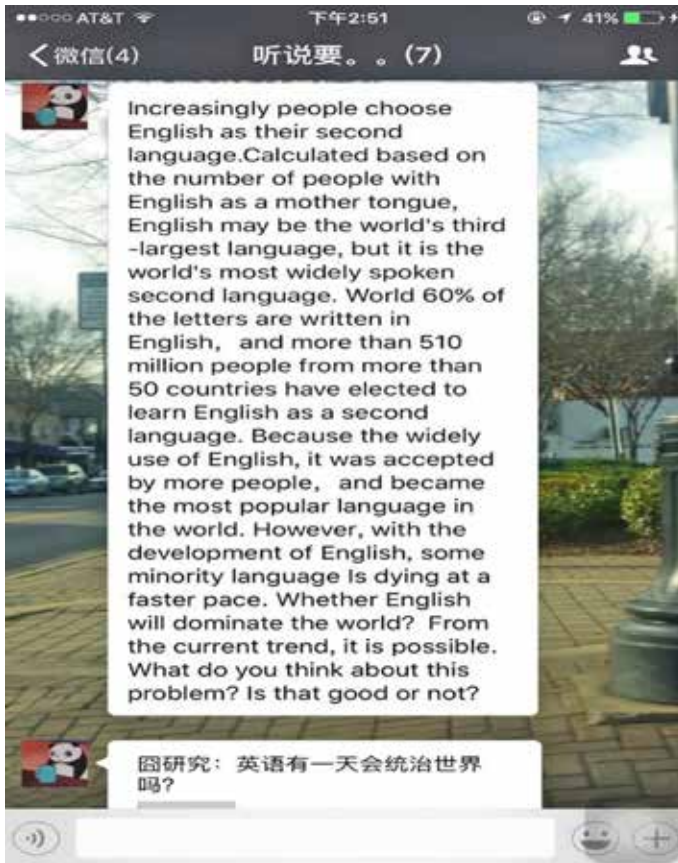 AT&T 下午2:51 41%
微信(4) 听说要。。(7)
Increasingly people choose
English as their second
language.Calculated based on
the number of people with
English as a mother tongue,
English may be the world's third
-largest language, but it is the
world's most widely spoken
second language. World 60% of
the letters are written in
English， and more than 510
million people from more than
50 countries have elected to
learn English as a second
language. Because the widely
use of English, it was accepted
by more people， and became
the most popular language in
the world. However, with the
development of English, some
minority language Is dying at a
faster pace. Whether English
will dominate the world？ From
the current trend, it is possible.
What do you think about this
problem? Is that good or not?
囧研究：英语有一天会统治世界
吗?